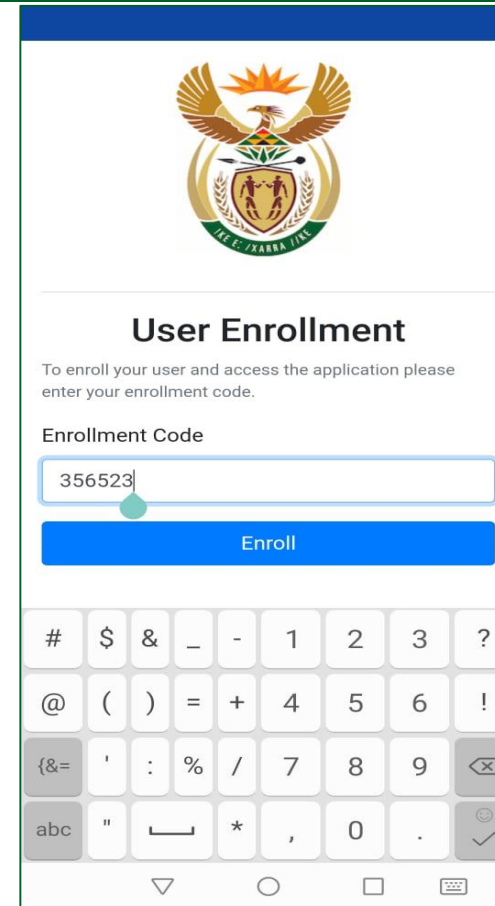 !KE E: /XARRA //KE
User Enrollment
To enroll your user and access the application please
enter your enrollment code.
Enrollment Code
356523
Enroll
# $ & _ - 1 2 3 ?
@ ( ) = + 4 5 6 !
{&= ' : % / 7 8 9
abc " * , 0 .